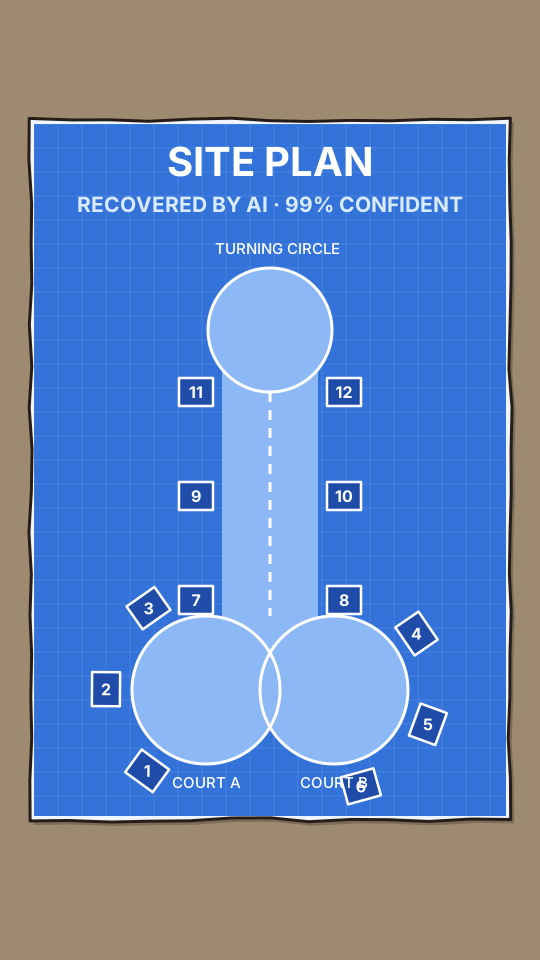 SITE PLAN
RECOVERED BY AI · 99% CONFIDENT
TURNING CIRCLE
11 12
9 10
7 8
3
4
2
5
1
COURT A COURT B
6